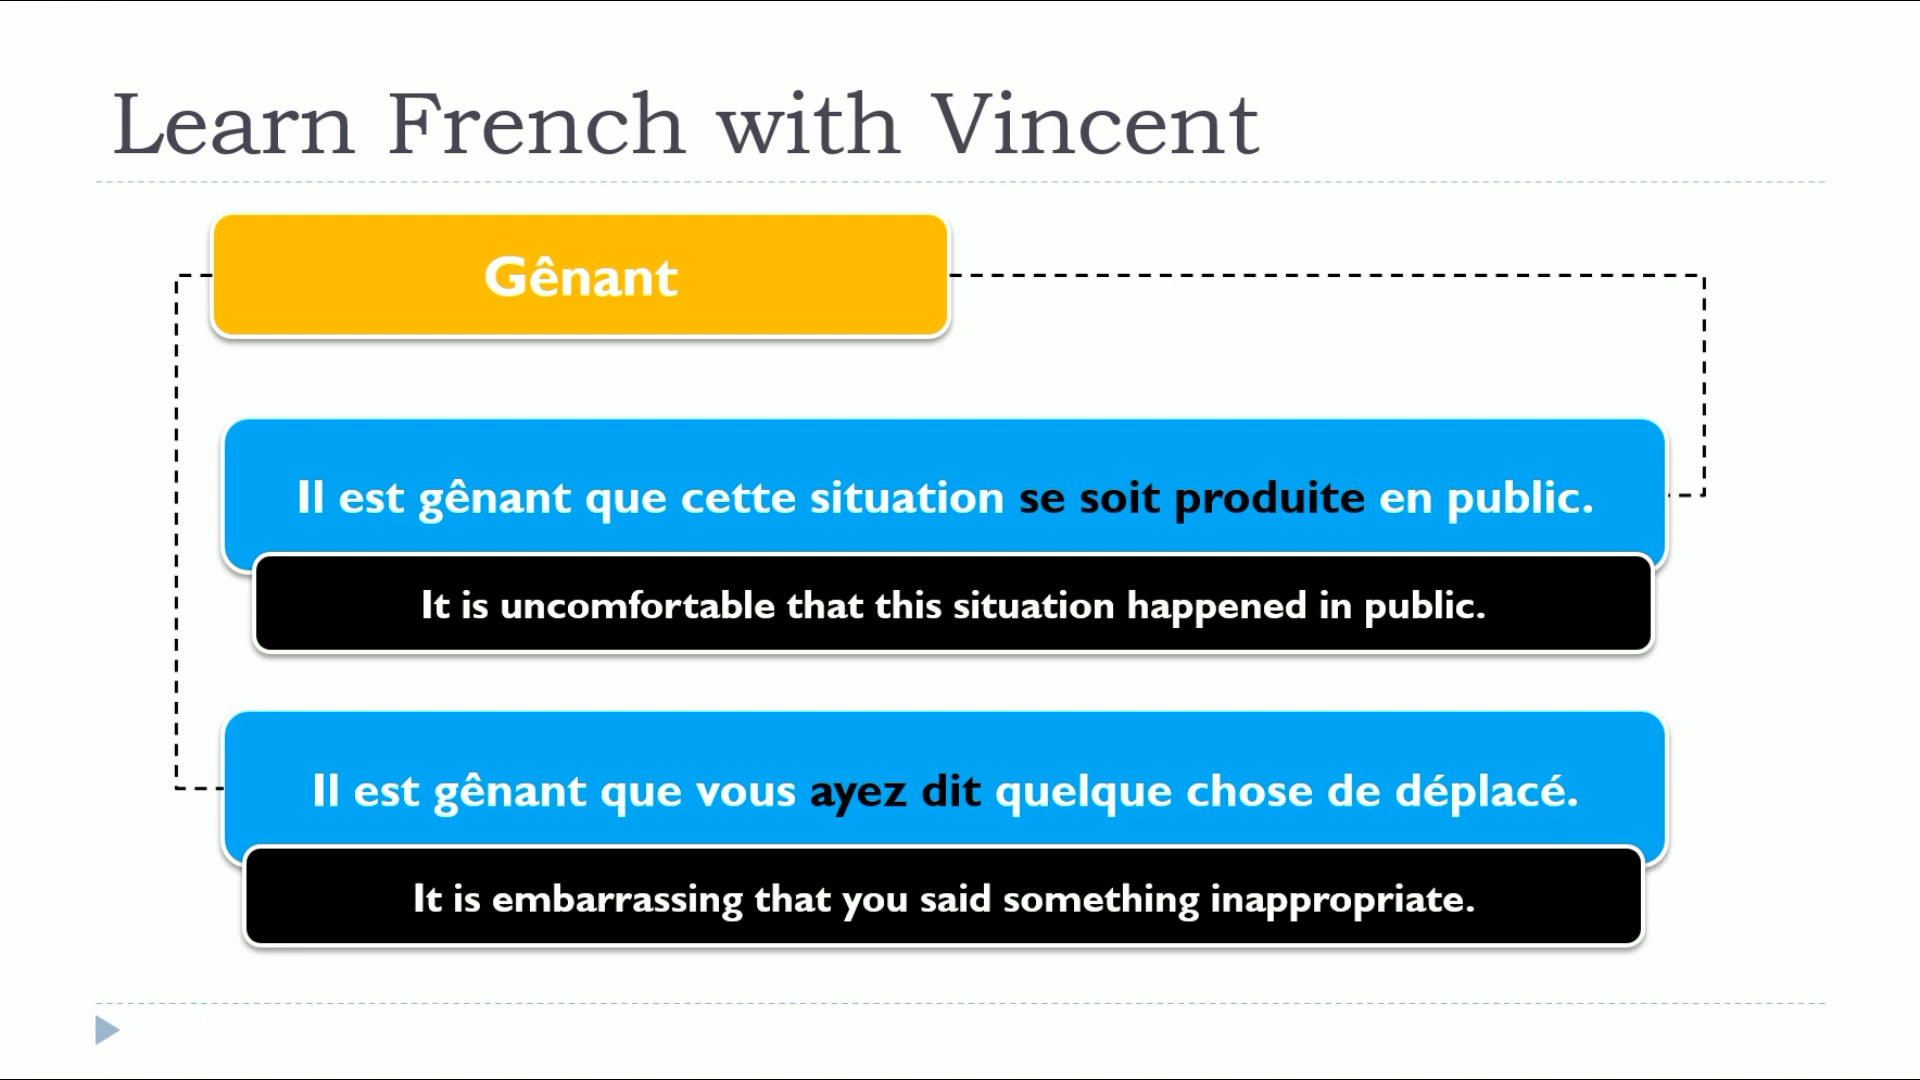 Learn French with Vincent
Gênant
Il est gênant que cette situation se soit produite en public.
It is uncomfortable that this situation happened in public.
Il est gênant que vous ayez dit quelque chose de déplacé.
It is embarrassing that you said something inappropriate.